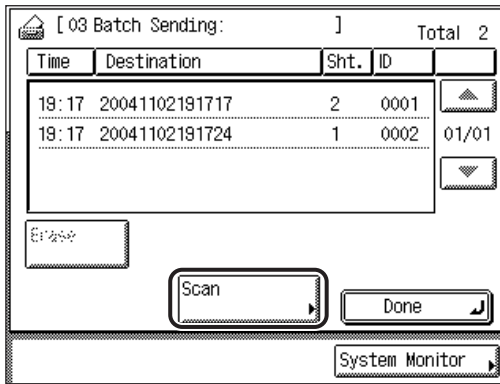 [ 03 Batch Sending: ] Total 2
Time Destination Sht. ID
19:17 20041102191717 2 0001
19:17 20041102191724 1 0002 01/01
Erase
Scan
Done
System Monitor